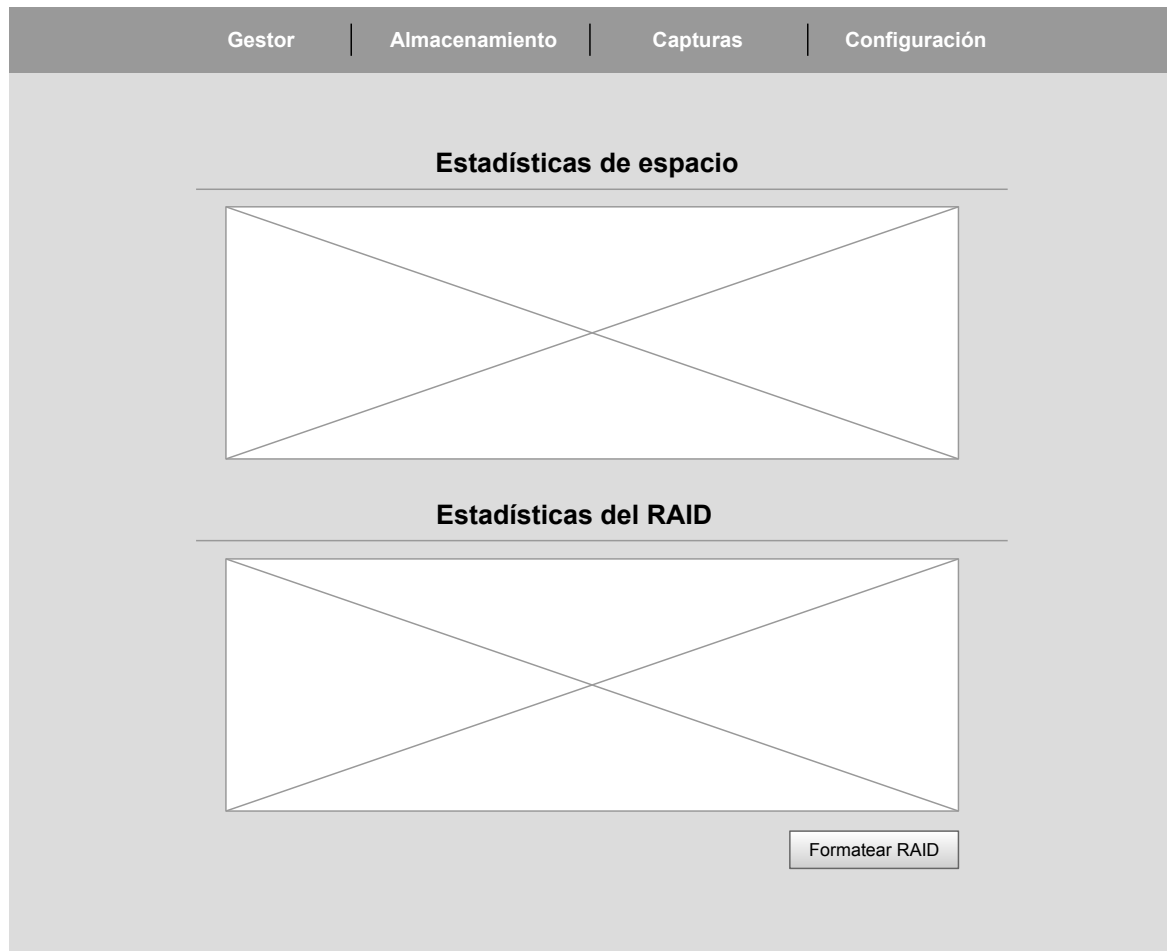 Gestor Almacenamiento Capturas Configuración
Estadísticas de espacio
Estadísticas del RAID
Formatear RAID